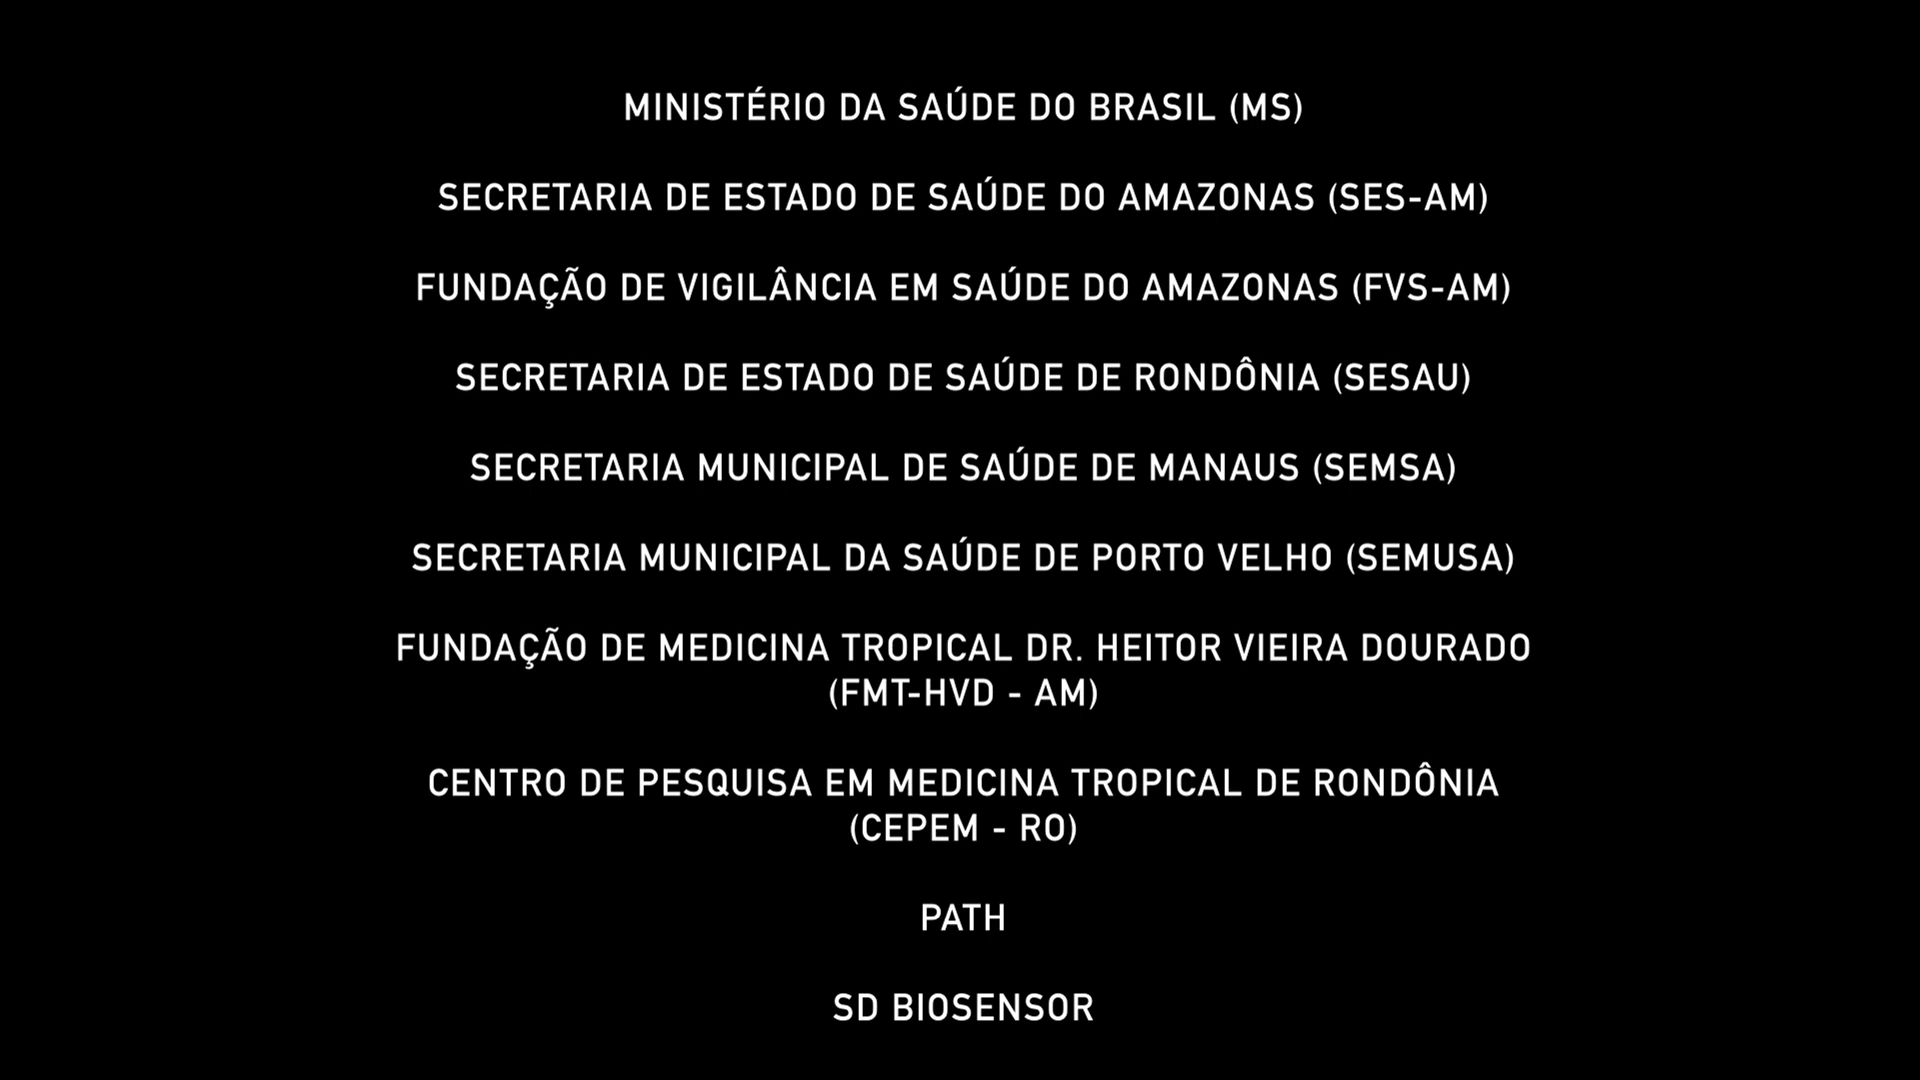 MINISTÉRIO DA SAÚDE DO BRASIL (MS)
SECRETARIA DE ESTADO DE SAÚDE DO AMAZONAS (SES-AM)
FUNDAÇÃO DE VIGILÂNCIA EM SAÚDE DO AMAZONAS (FVS-AM)
SECRETARIA DE ESTADO DE SAÚDE DE RONDÔNIA (SESAU)
SECRETARIA MUNICIPAL DE SAÚDE DE MANAUS (SEMSA)
SECRETARIA MUNICIPAL DA SAÚDE DE PORTO VELHO (SEMUSA)
FUNDAÇÃO DE MEDICINA TROPICAL DR. HEITOR VIEIRA DOURADO
(FMT-HVD - AM)
CENTRO DE PESQUISA EM MEDICINA TROPICAL DE RONDÔNIA
(CEPEM - RO)
PATH
SD BIOSENSOR